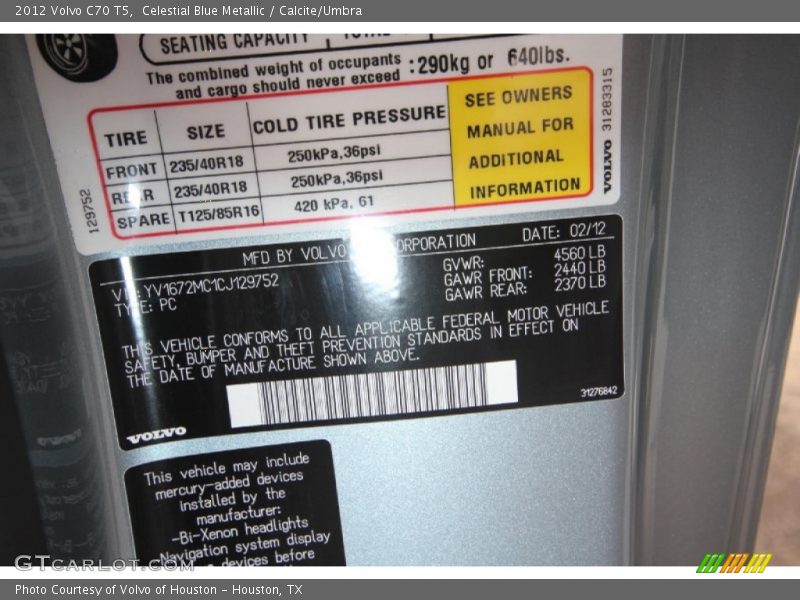 2012 Volvo C70 T5,  Celestial Blue Metallic / Calcite/Umbra
SEATING CAPACITY
The combined weight of occupants
and cargo should never exceed :290kg or 640lbs.
TIRE SIZE COLD TIRE PRESSURE
FRONT 235/40R18 250kPa,36psi
REAR 235/40R18 250kPa,36psi
SPARE T125/85R16 420 kPa, 61
SEE OWNERS
MANUAL FOR
ADDITIONAL
INFORMATION
VOLVO 31283315
129752
MFD BY VOLVO CORPORATION DATE: 02/12
YV1672MC1CJ129752
TYPE: PC
GVWR: 4560 LB
GAWR FRONT: 2440 LB
GAWR REAR: 2370 LB
THIS VEHICLE CONFORMS TO ALL APPLICABLE FEDERAL MOTOR VEHICLE
SAFETY, BUMPER AND THEFT PREVENTION STANDARDS IN EFFECT ON
THE DATE OF MANUFACTURE SHOWN ABOVE.
31276842
VOLVO
This vehicle may include
mercury-added devices
installed by the
manufacturer:
-Bi-Xenon headlights
Navigation system display
devices before
GTcarlot.com
Photo Courtesy of Volvo of Houston - Houston, TX